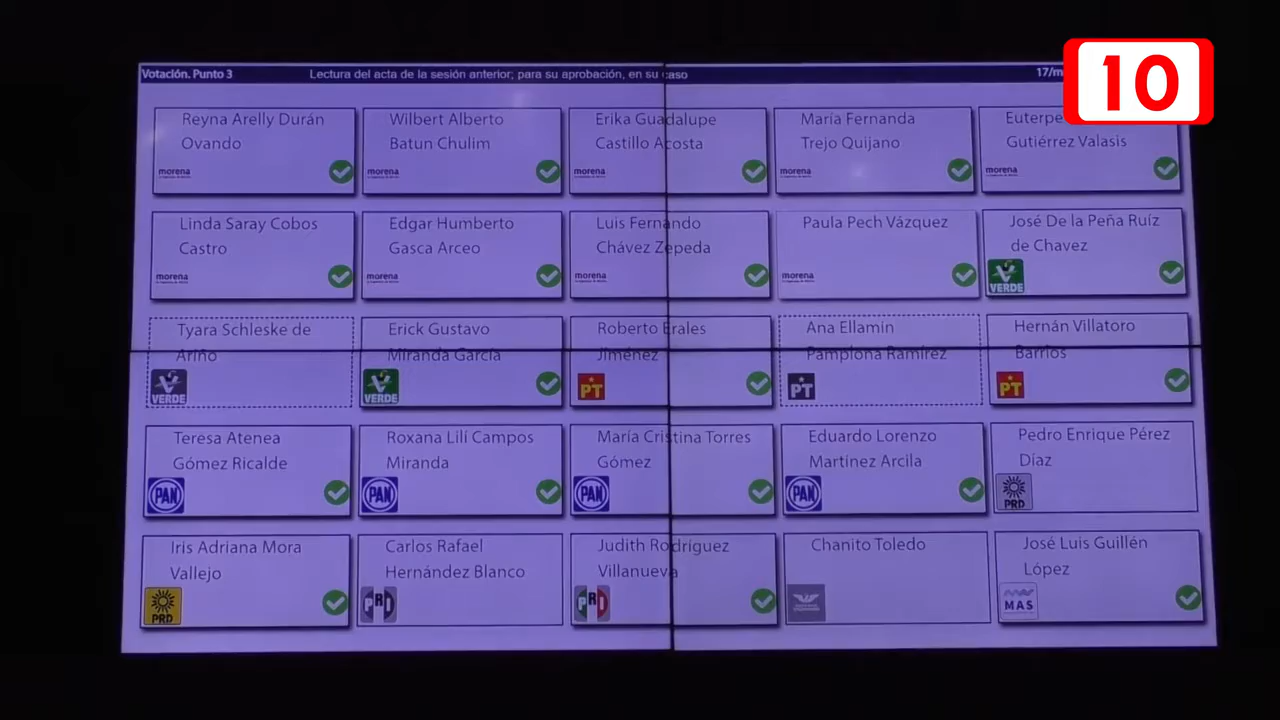 10
Votación. Punto 3 Lectura del acta de la sesión anterior; para su aprobación, en su caso 17/m
Reyna Arelly Durán
Ovando
morena
Wilbert Alberto
Batun Chulim
morena
Erika Guadalupe
Castillo Acosta
morena
María Fernanda
Trejo Quijano
morena
Euterpe
Gutiérrez Valasis
morena
Linda Saray Cobos
Castro
morena
Edgar Humberto
Gasca Arceo
morena
Luis Fernando
Chávez Zepeda
morena
Paula Pech Vázquez
morena
José De la Peña Ruíz
de Chavez
VERDE
Tyara Schleske de
Ariño
VERDE
Erick Gustavo
Miranda García
VERDE
Roberto Erales
Jiménez
PT
Ana Ellamin
Pamplona Ramírez
PT
Hernán Villatoro
Barrios
PT
Teresa Atenea
Gómez Ricalde
PAN
Roxana Lilí Campos
Miranda
PAN
María Cristina Torres
Gómez
PAN
Eduardo Lorenzo
Martínez Arcila
PAN
Pedro Enrique Pérez
Díaz
PRD
Iris Adriana Mora
Vallejo
PRD
Carlos Rafael
Hernández Blanco
PRI
Judith Rodríguez
Villanueva
PRI
Chanito Toledo
José Luis Guillén
López
MAS